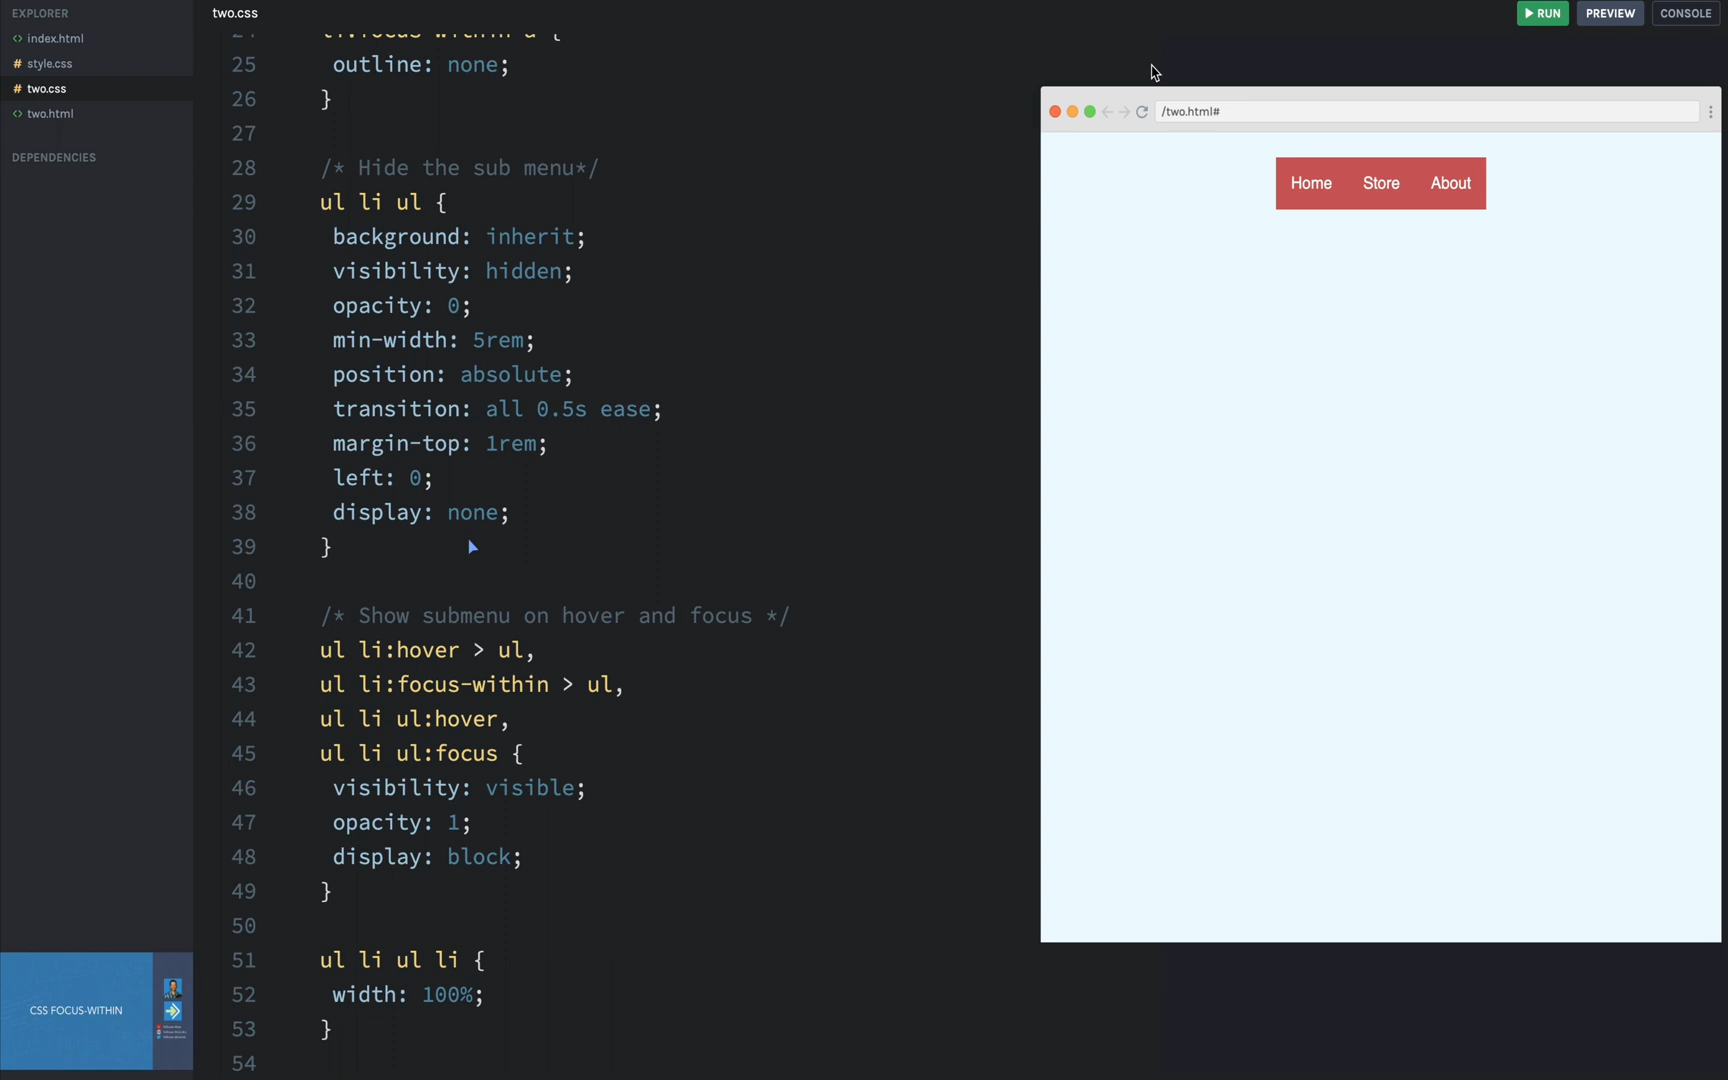 EXPLORER
index.html
# style.css
# two.css
two.html
DEPENDENCIES
two.css
RUN
PREVIEW
CONSOLE
24 li:focus-within a {
25 outline: none;
26 }
27
28 /* Hide the sub menu*/
29 ul li ul {
30 background: inherit;
31 visibility: hidden;
32 opacity: 0;
33 min-width: 5rem;
34 position: absolute;
35 transition: all 0.5s ease;
36 margin-top: 1rem;
37 left: 0;
38 display: none;
39 }
40
41 /* Show submenu on hover and focus */
42 ul li:hover > ul,
43 ul li:focus-within > ul,
44 ul li ul:hover,
45 ul li ul:focus {
46 visibility: visible;
47 opacity: 1;
48 display: block;
49 }
50
51 ul li ul li {
52 width: 100%;
53 }
54
/two.html#
Home Store About
CSS FOCUS-WITHIN